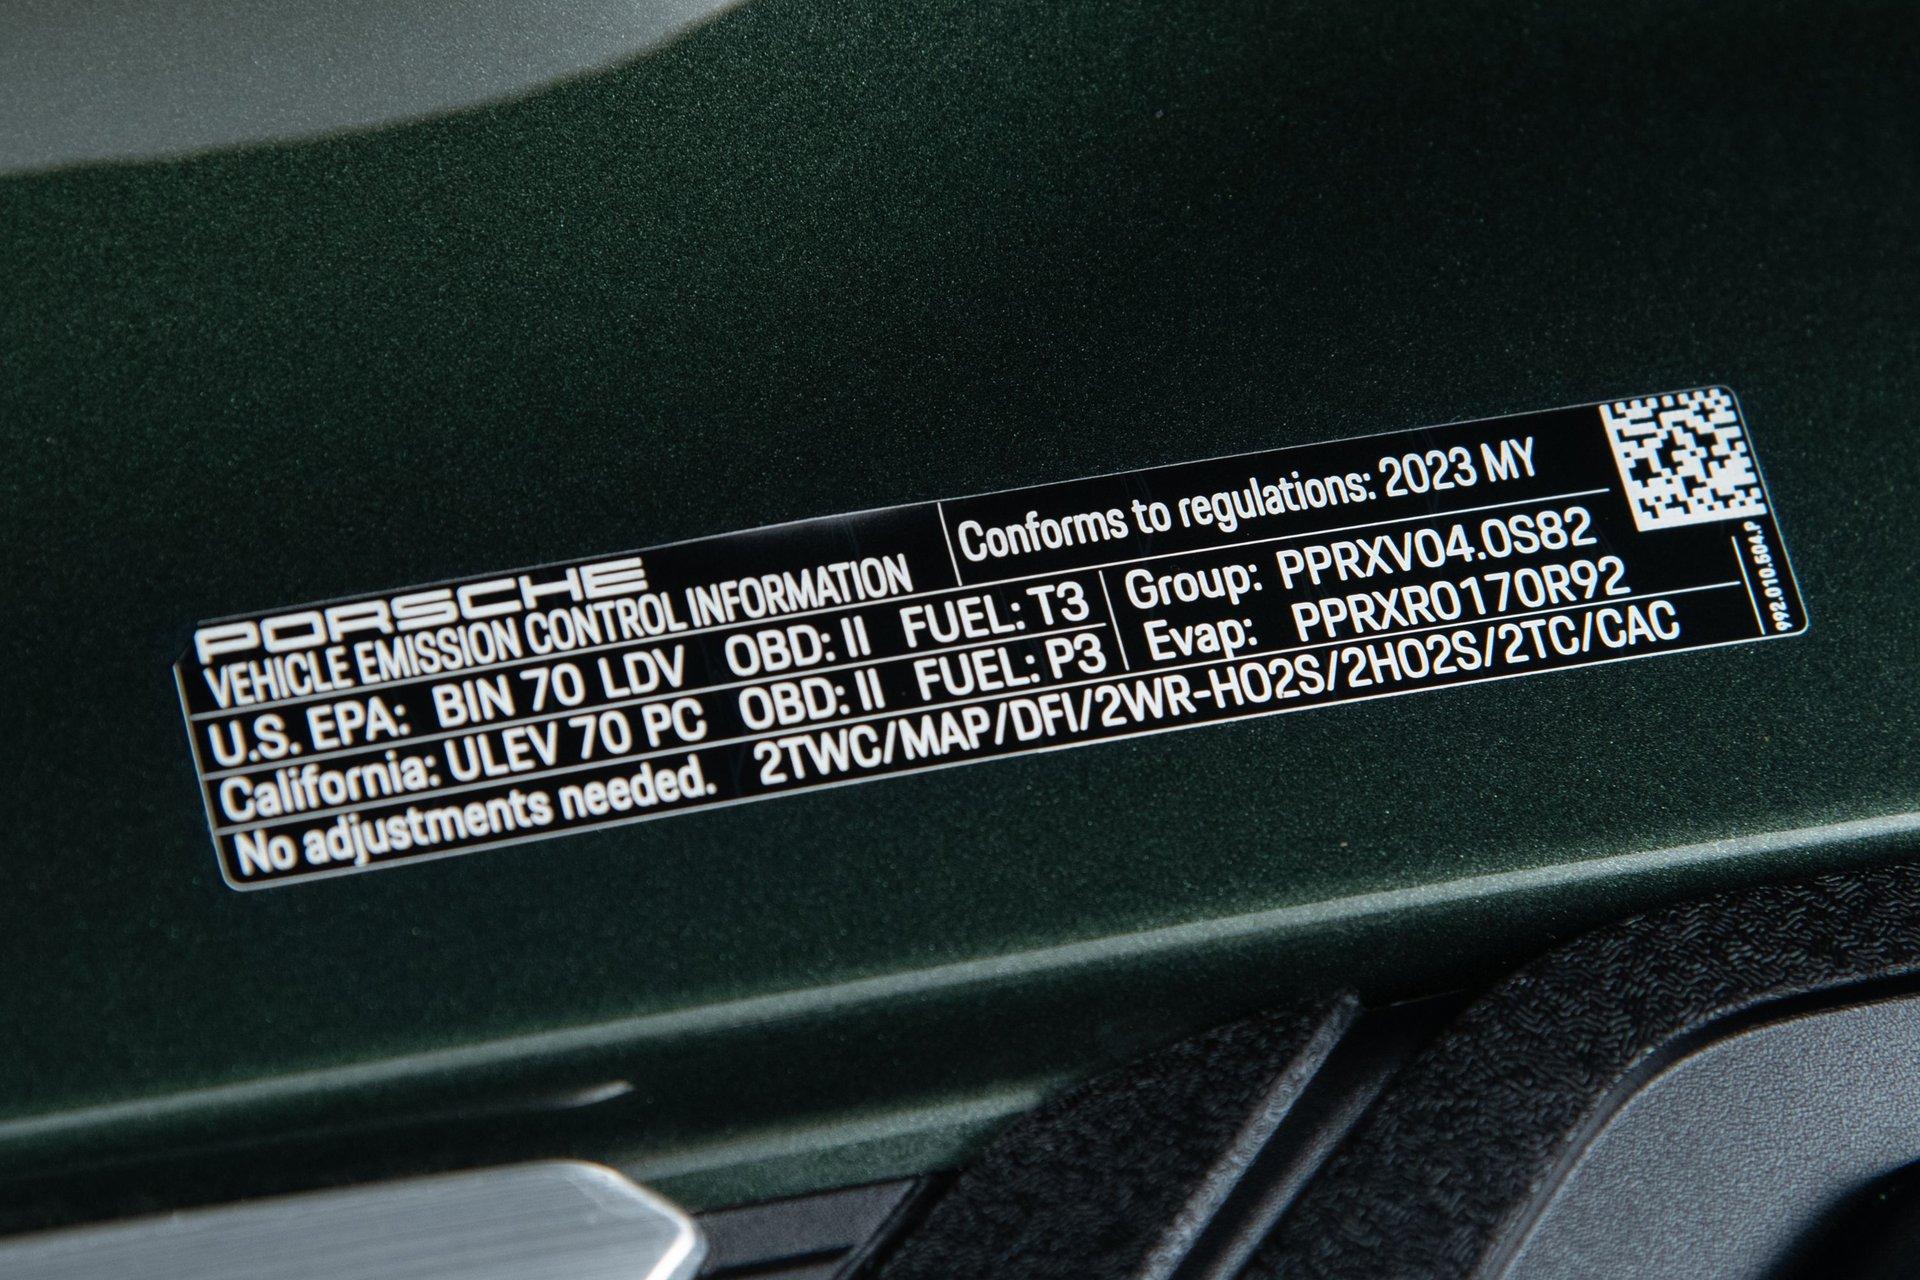 PORSCHE
VEHICLE EMISSION CONTROL INFORMATION
Conforms to regulations: 2023 MY
U.S. EPA: BIN 70 LDV OBD: II FUEL: T3
Group: PPRXV04.0S82
California: ULEV 70 PC OBD: II FUEL: P3
Evap: PPRXR0170R92
No adjustments needed. 2TWC/MAP/DFI/2WR-HO2S/2HO2S/2TC/CAC
992.010.504.P